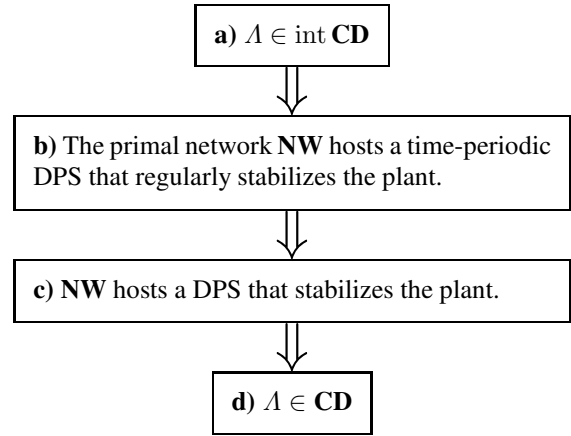 a) Λ ∈ int CD
b) The primal network NW hosts a time-periodic
DPS that regularly stabilizes the plant.
c) NW hosts a DPS that stabilizes the plant.
d) Λ ∈ CD